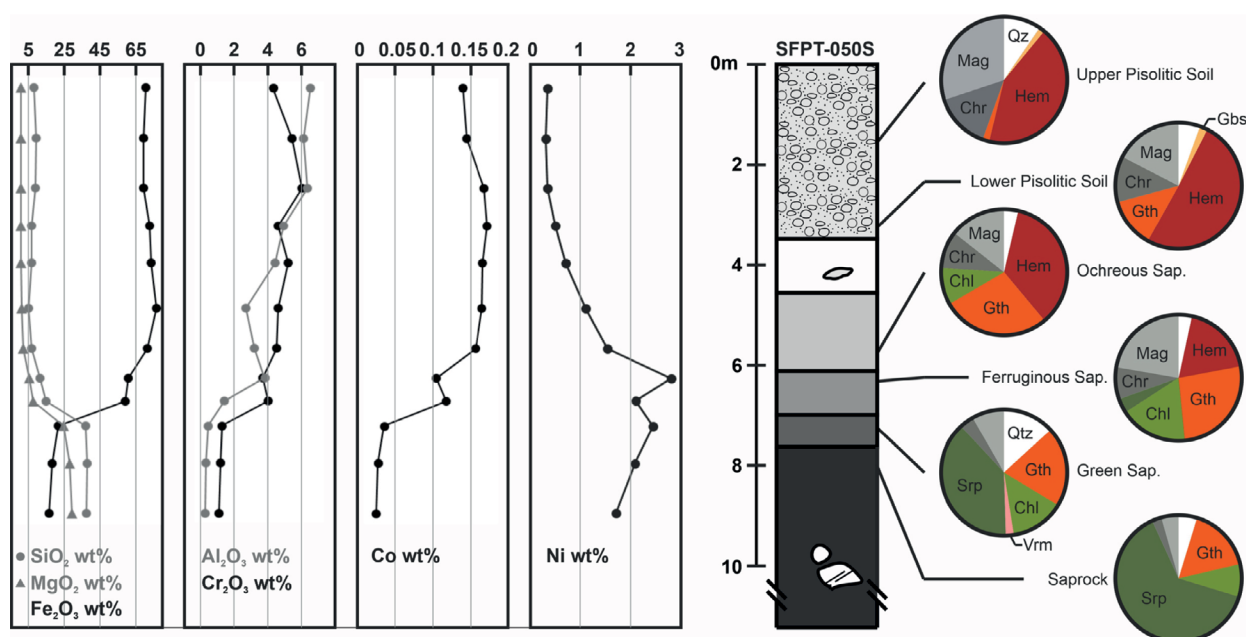 5 25 45 65
0 2 4 6
0 0.05 0.1 0.15 0.2
0 1 2 3
SiO₂ wt%
MgO₂ wt%
Fe₂O₃ wt%
Al₂O₃ wt%
Cr₂O₃ wt%
Co wt%
Ni wt%
SFPT-050S
0m
2
4
6
8
10
Qz
Mag
Hem
Chr
Upper Pisolitic Soil
Gbs
Mag
Chr
Hem
Gth
Lower Pisolitic Soil
Mag
Chr
Hem
Chl
Gth
Ochreous Sap.
Mag
Hem
Chr
Chl
Gth
Ferruginous Sap.
Qtz
Gth
Srp
Chl
Vrm
Green Sap.
Gth
Srp
Saprock